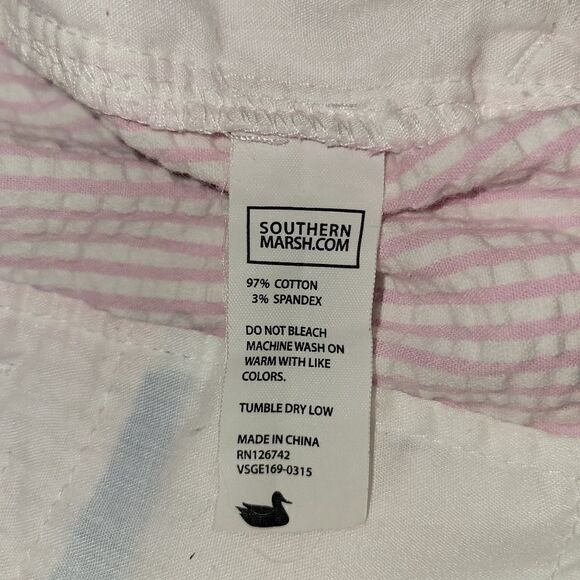 SOUTHERN
MARSH.COM
97% COTTON
3% SPANDEX
DO NOT BLEACH
MACHINE WASH ON
WARM WITH LIKE
COLORS.
TUMBLE DRY LOW
MADE IN CHINA
RN126742
VSGE169-0315